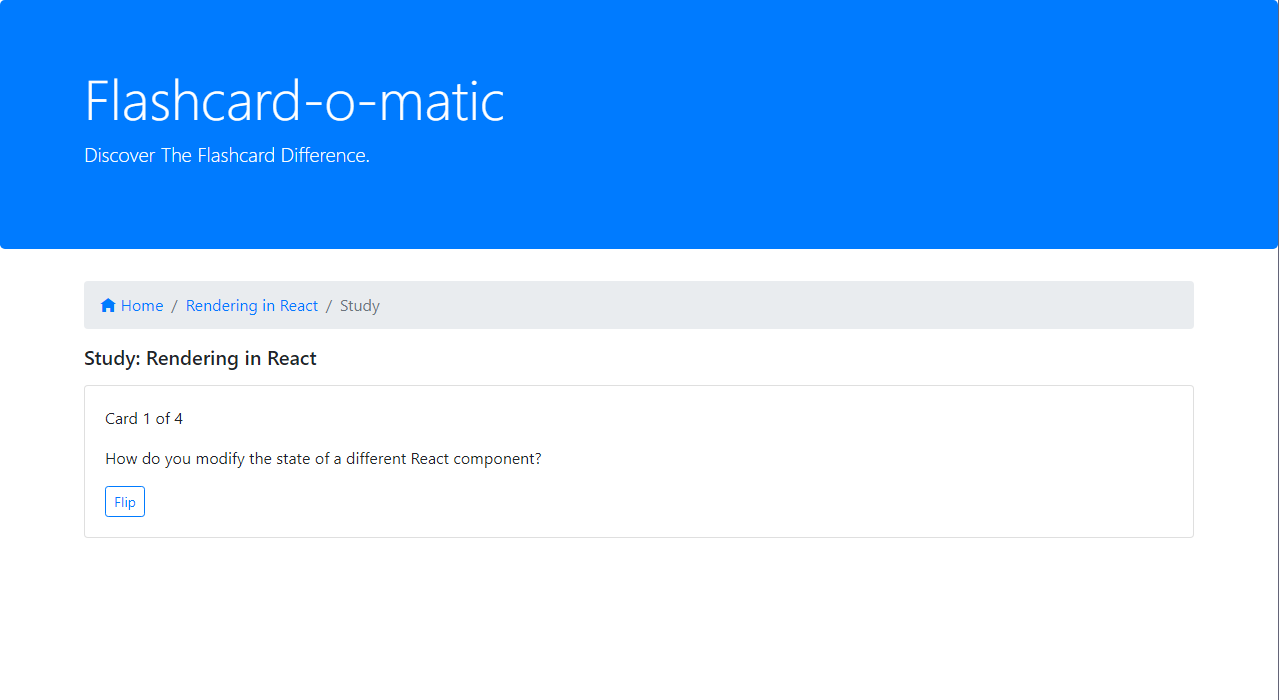 Flashcard-o-matic
Discover The Flashcard Difference.
Home / Rendering in React / Study
Study: Rendering in React
Card 1 of 4
How do you modify the state of a different React component?
Flip